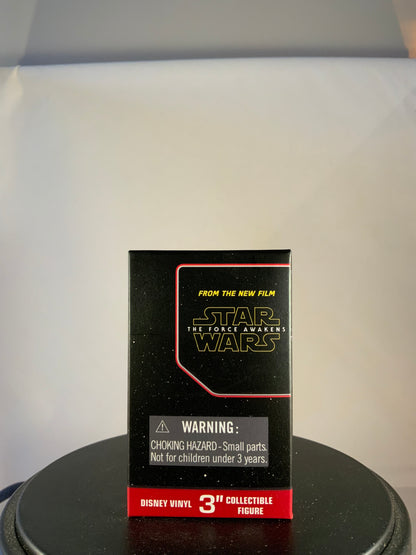 FROM THE NEW FILM
STAR
THE FORCE AWAKENS
WARS
WARNING:
CHOKING HAZARD - Small parts.
Not for children under 3 years.
DISNEY VINYL 3" COLLECTIBLE
FIGURE